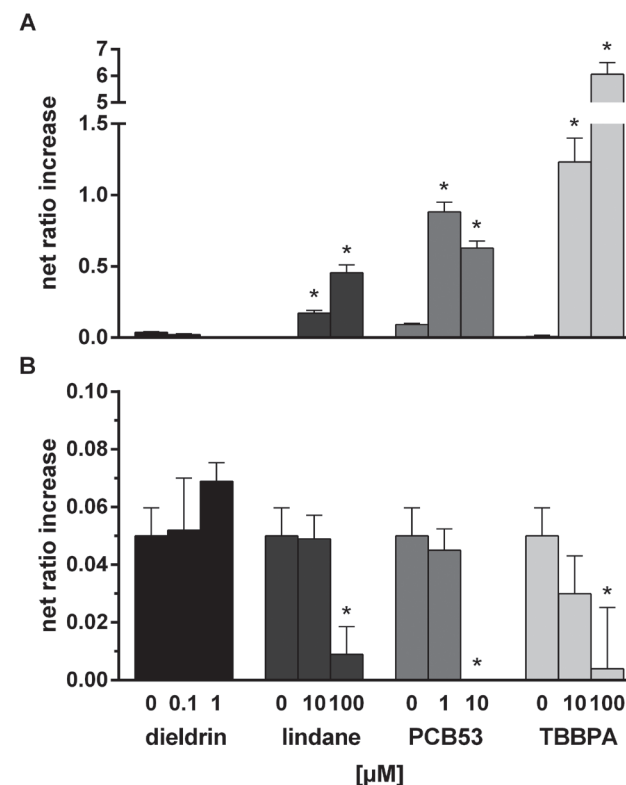 A
net ratio increase
7
6
5
1.5
1.0
0.5
0.0
* * * * * *
B
net ratio increase
0.10
0.08
0.06
0.04
0.02
0.00
* * *
0 0.1 1 0 10 100 0 1 10 0 10 100
dieldrin lindane PCB53 TBBPA
[µM]